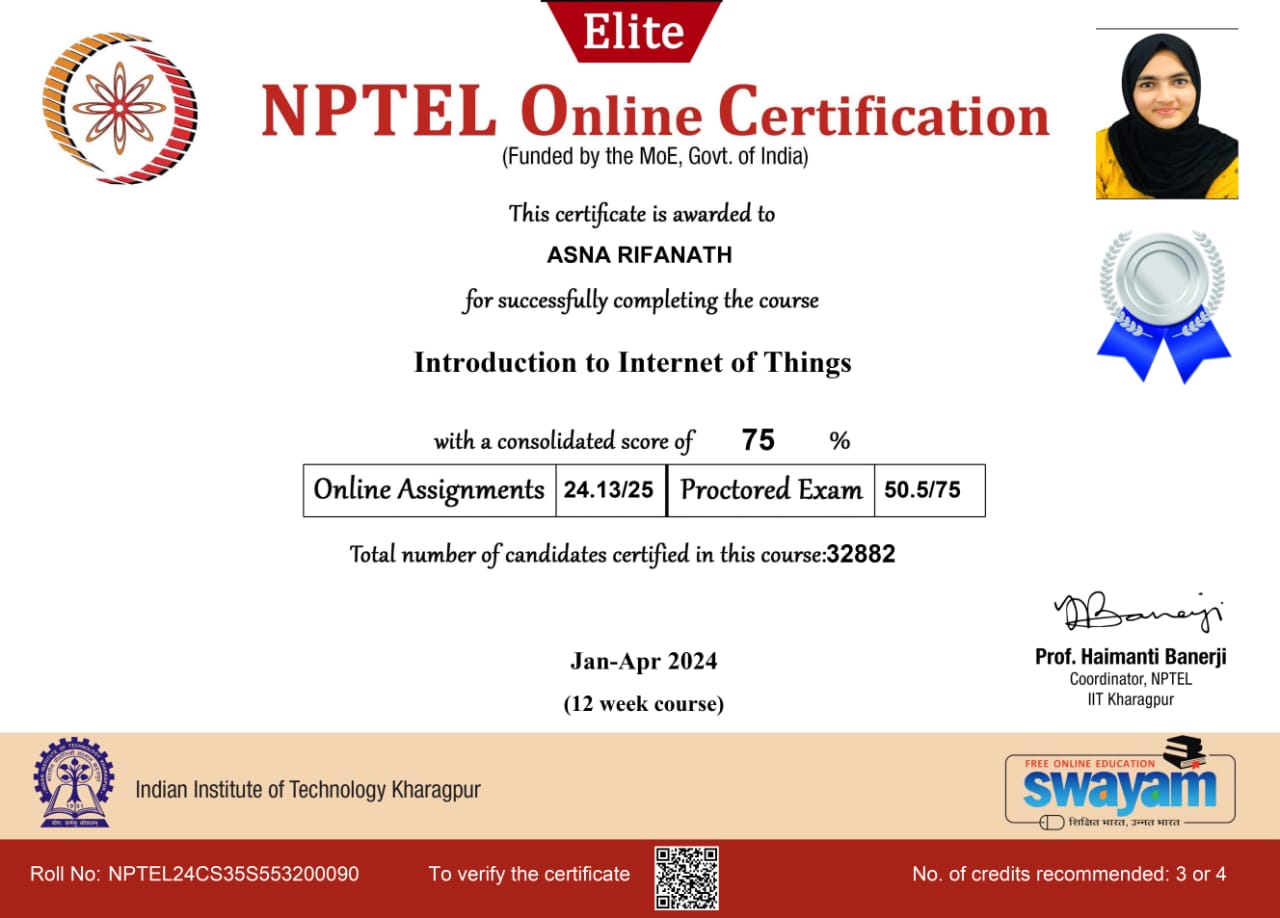 Elite
NPTEL Online Certification
(Funded by the MoE, Govt. of India)
This certificate is awarded to
ASNA RIFANATH
for successfully completing the course
Introduction to Internet of Things
with a consolidated score of 75 %
Online Assignments 24.13/25 Proctored Exam 50.5/75
Total number of candidates certified in this course:32882
Jan-Apr 2024
(12 week course)
Prof. Haimanti Banerji
Coordinator, NPTEL
IIT Kharagpur
Indian Institute of Technology Kharagpur
FREE ONLINE EDUCATION
swayam
शिक्षित भारत, उन्नत भारत
Roll No: NPTEL24CS35S553200090 To verify the certificate No. of credits recommended: 3 or 4